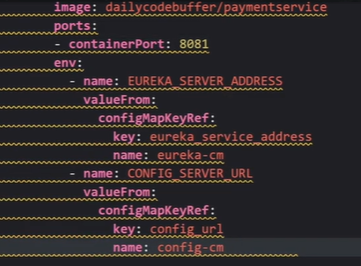 image: dailycodebuffer/paymentservice
ports:
- containerPort: 8081
env:
- name: EUREKA_SERVER_ADDRESS
valueFrom:
configMapKeyRef:
key: eureka_service_address
name: eureka-cm
- name: CONFIG_SERVER_URL
valueFrom:
configMapKeyRef:
key: config_url
name: config-cm